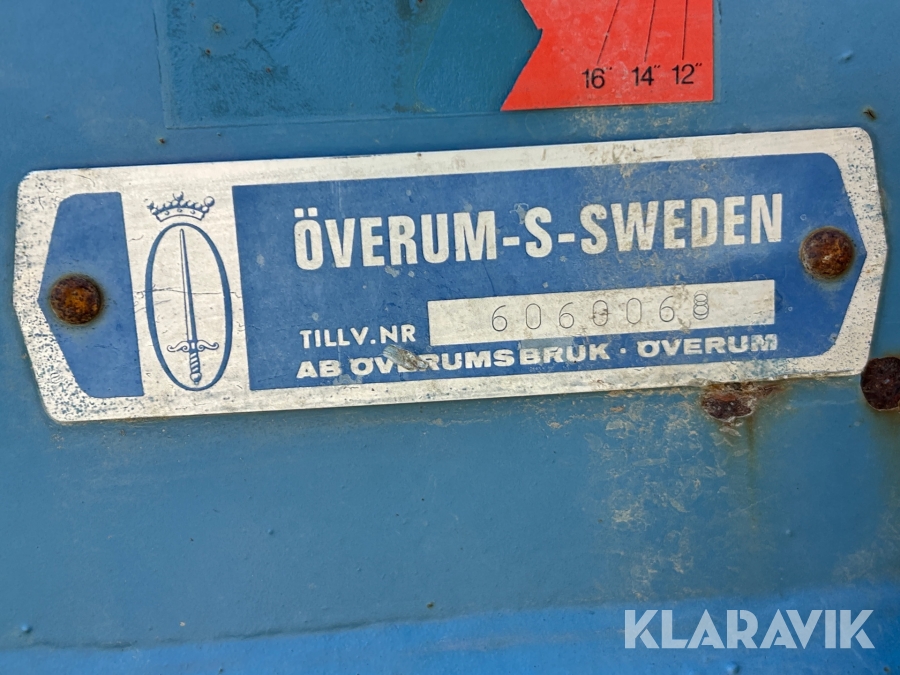 16" 14" 12"
ÖVERUM-S-SWEDEN
TILLV.NR 6060068
AB ÖVERUMSBRUK · ÖVERUM
KLARAVIK